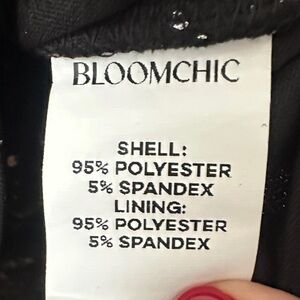 BLOOMCHIC
SHELL:
95% POLYESTER
5% SPANDEX
LINING:
95% POLYESTER
5% SPANDEX